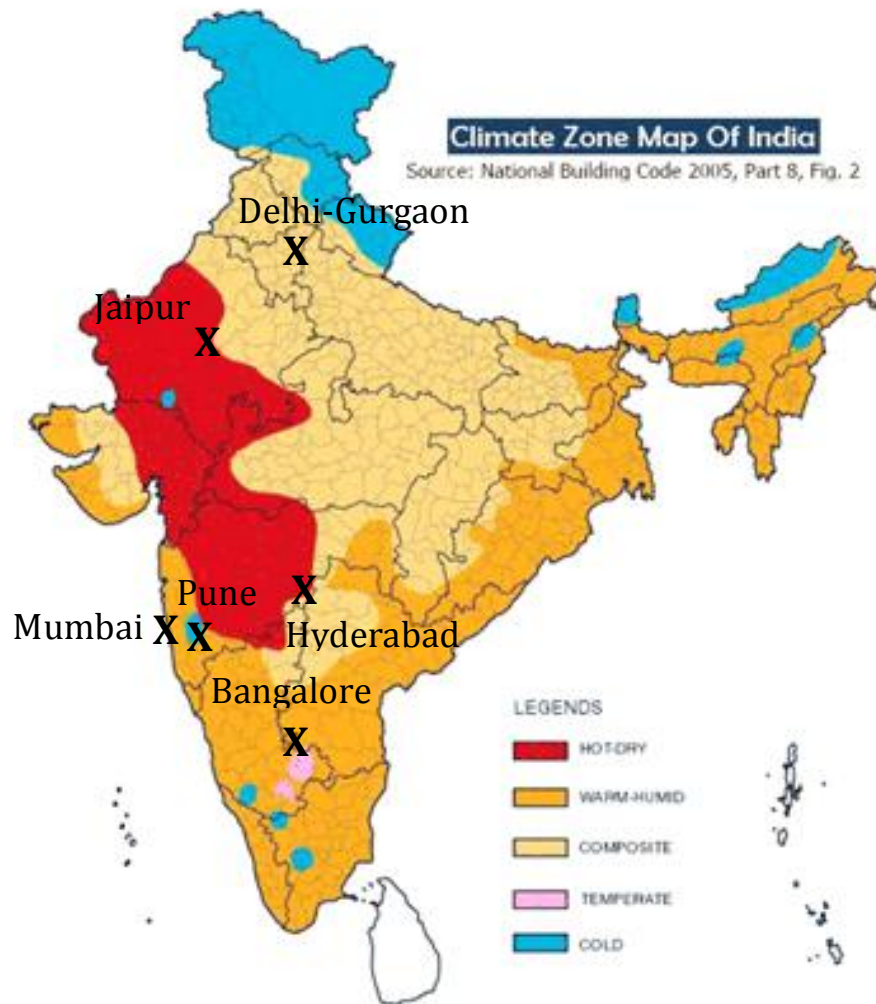 Climate Zone Map Of India
Source: National Building Code 2005, Part 8, Fig. 2
Delhi-Gurgaon
X
Jaipur
X
Pune
X
Mumbai X X
Hyderabad
Bangalore
X
LEGENDS
HOT-DRY
WARM-HUMID
COMPOSITE
TEMPERATE
COLD